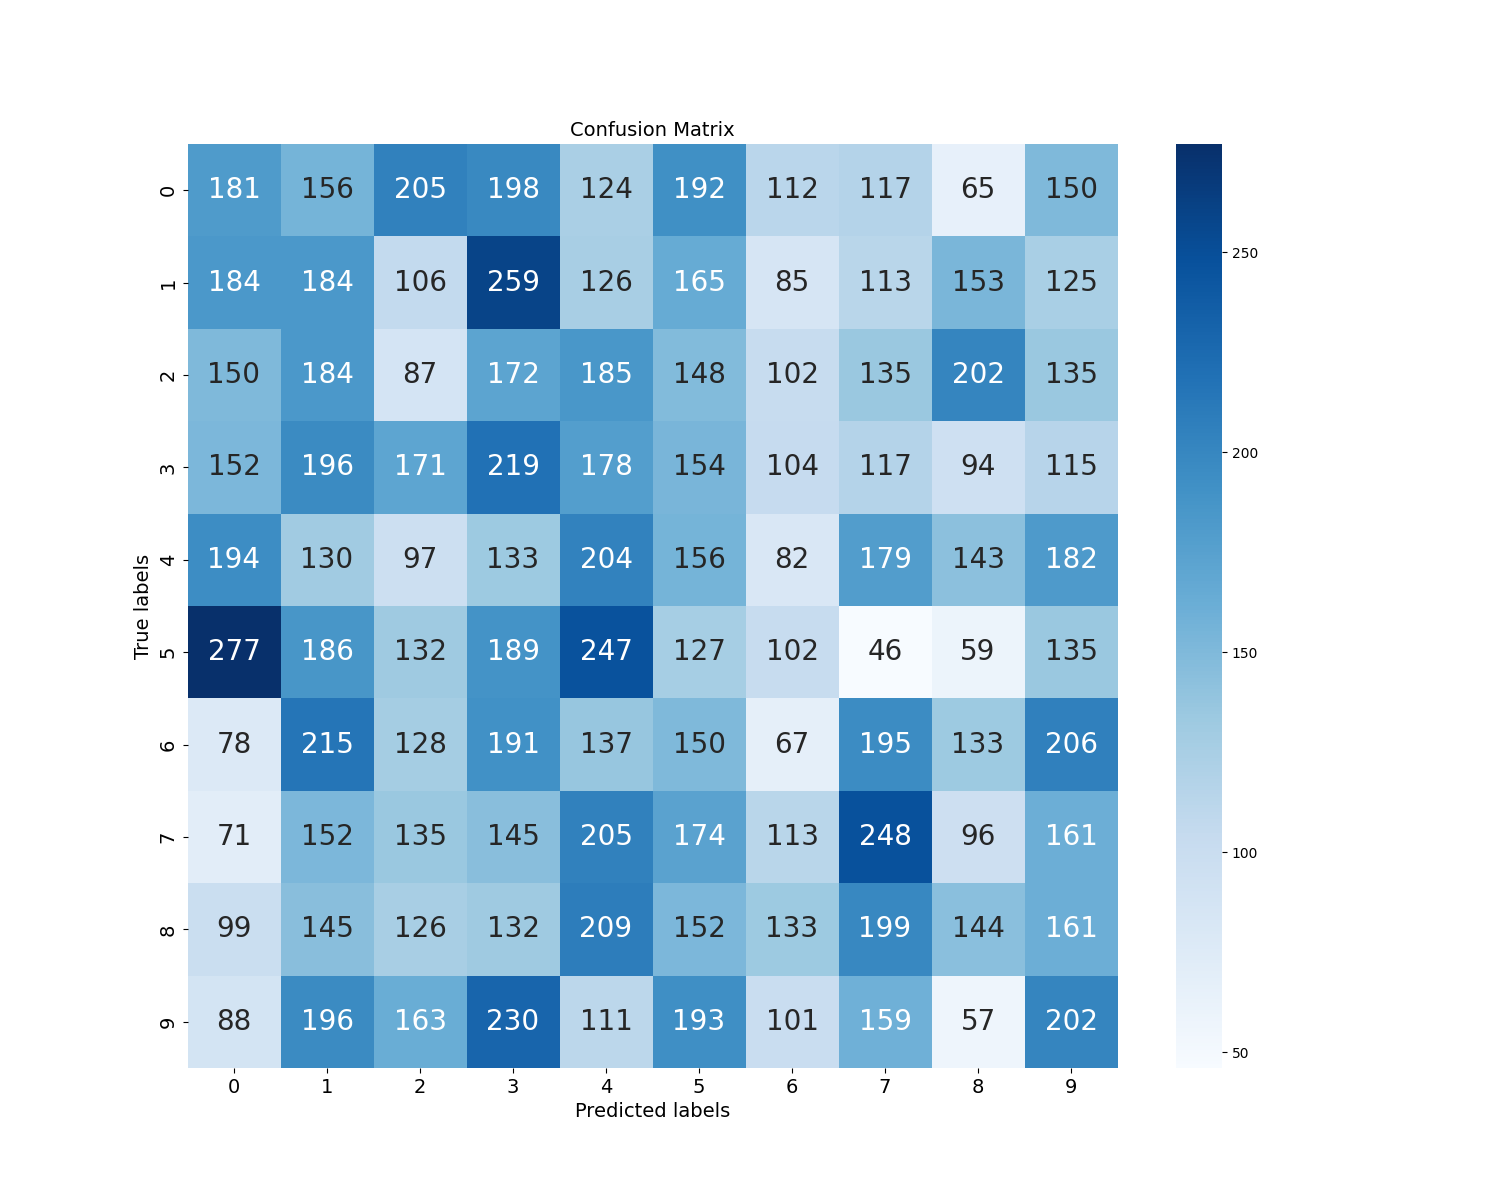 Confusion Matrix
0 181 156 205 198 124 192 112 117 65 150
1 184 184 106 259 126 165 85 113 153 125
2 150 184 87 172 185 148 102 135 202 135
3 152 196 171 219 178 154 104 117 94 115
4 194 130 97 133 204 156 82 179 143 182
5 277 186 132 189 247 127 102 46 59 135
6 78 215 128 191 137 150 67 195 133 206
7 71 152 135 145 205 174 113 248 96 161
8 99 145 126 132 209 152 133 199 144 161
9 88 196 163 230 111 193 101 159 57 202
0 1 2 3 4 5 6 7 8 9
Predicted labels
True labels
250
200
150
100
50